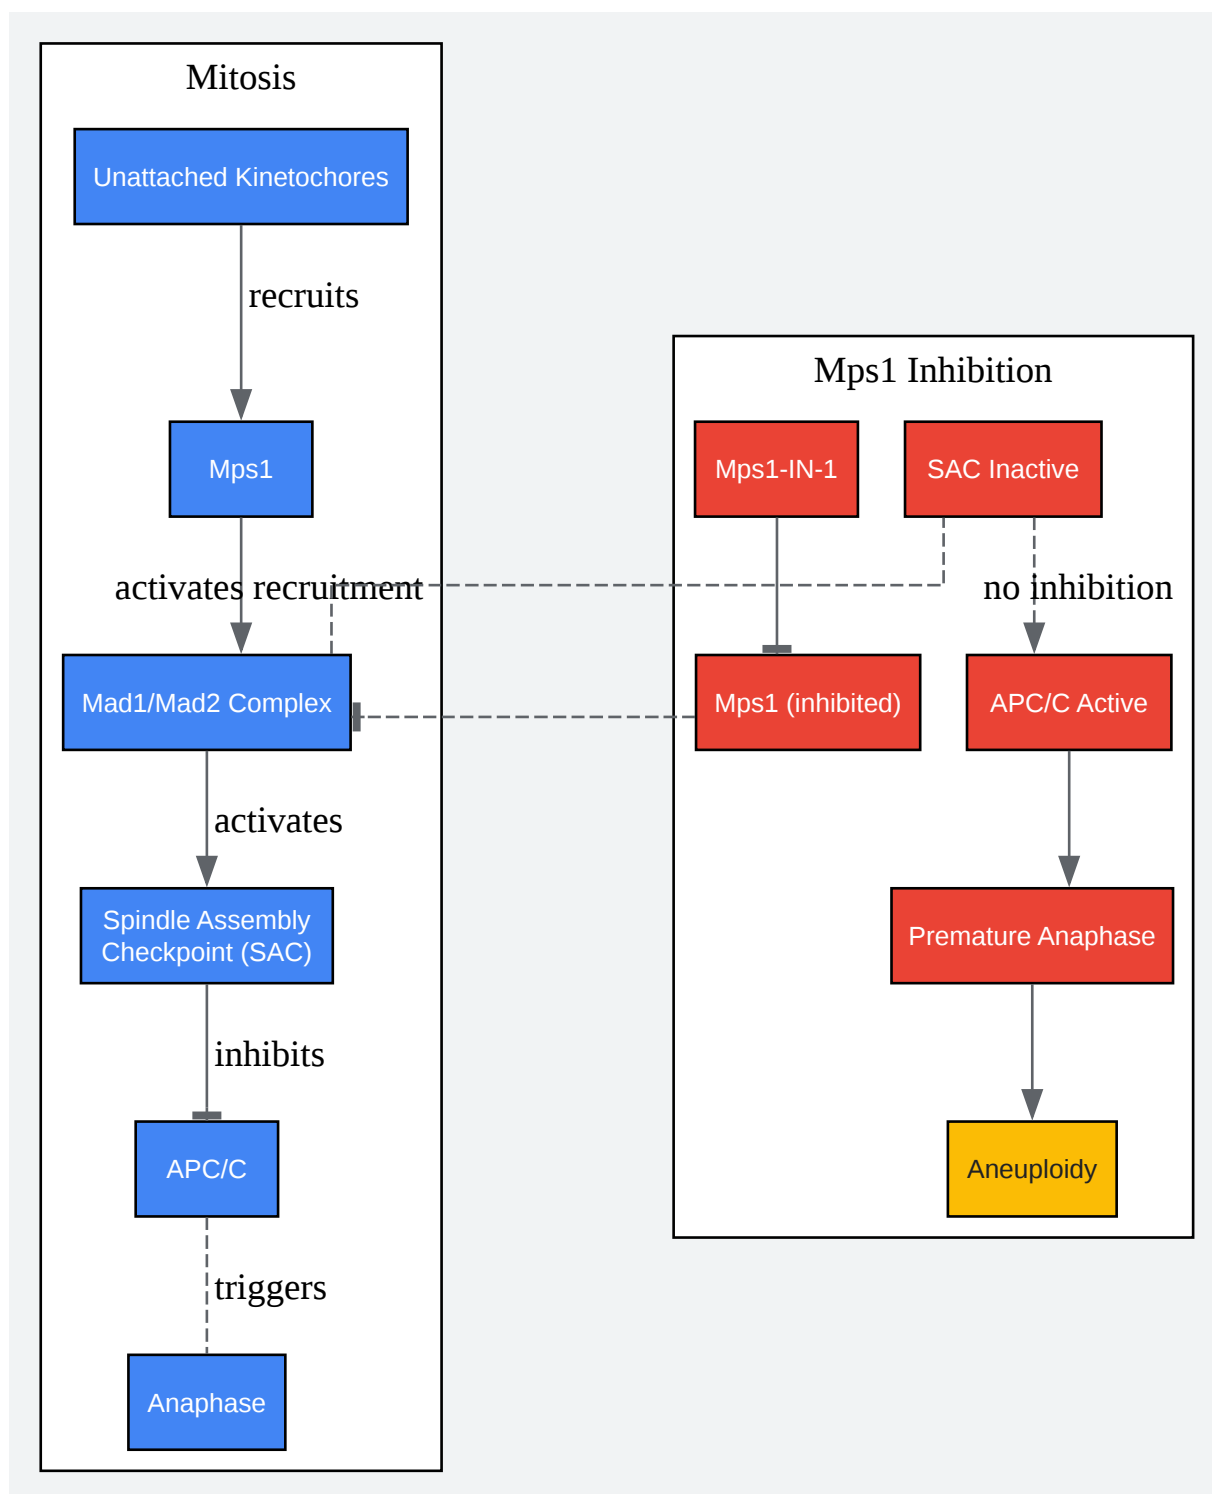 Mitosis
Unattached Kinetochores
recruits
Mps1
activates recruitment
Mad1/Mad2 Complex
activates
Spindle Assembly
Checkpoint (SAC)
inhibits
APC/C
triggers
Anaphase
Mps1 Inhibition
Mps1-IN-1
SAC Inactive
no inhibition
Mps1 (inhibited)
APC/C Active
Premature Anaphase
Aneuploidy